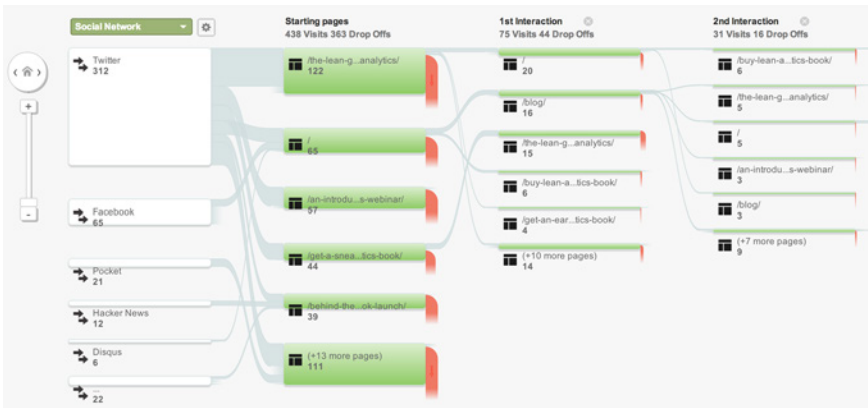 Social Network
Starting pages
438 Visits 363 Drop Offs
1st Interaction
75 Visits 44 Drop Offs
2nd Interaction
31 Visits 16 Drop Offs
Twitter
312
Facebook
65
Pocket
21
Hacker News
12
Disqus
6
...
22
/the-lean-g...analytics/
122
/
65
/an-introdu...s-webinar/
57
/get-a-snea...tics-book/
44
/behind-the...ok-launch/
39
(+13 more pages)
111
/
20
/blog/
16
/the-lean-g...analytics/
15
/buy-lean-a...tics-book/
6
/get-an-ear...tics-book/
4
(+10 more pages)
14
/buy-lean-a...tics-book/
6
/the-lean-g...analytics/
5
/
5
/an-introdu...s-webinar/
3
/blog/
3
(+7 more pages)
9
+
-